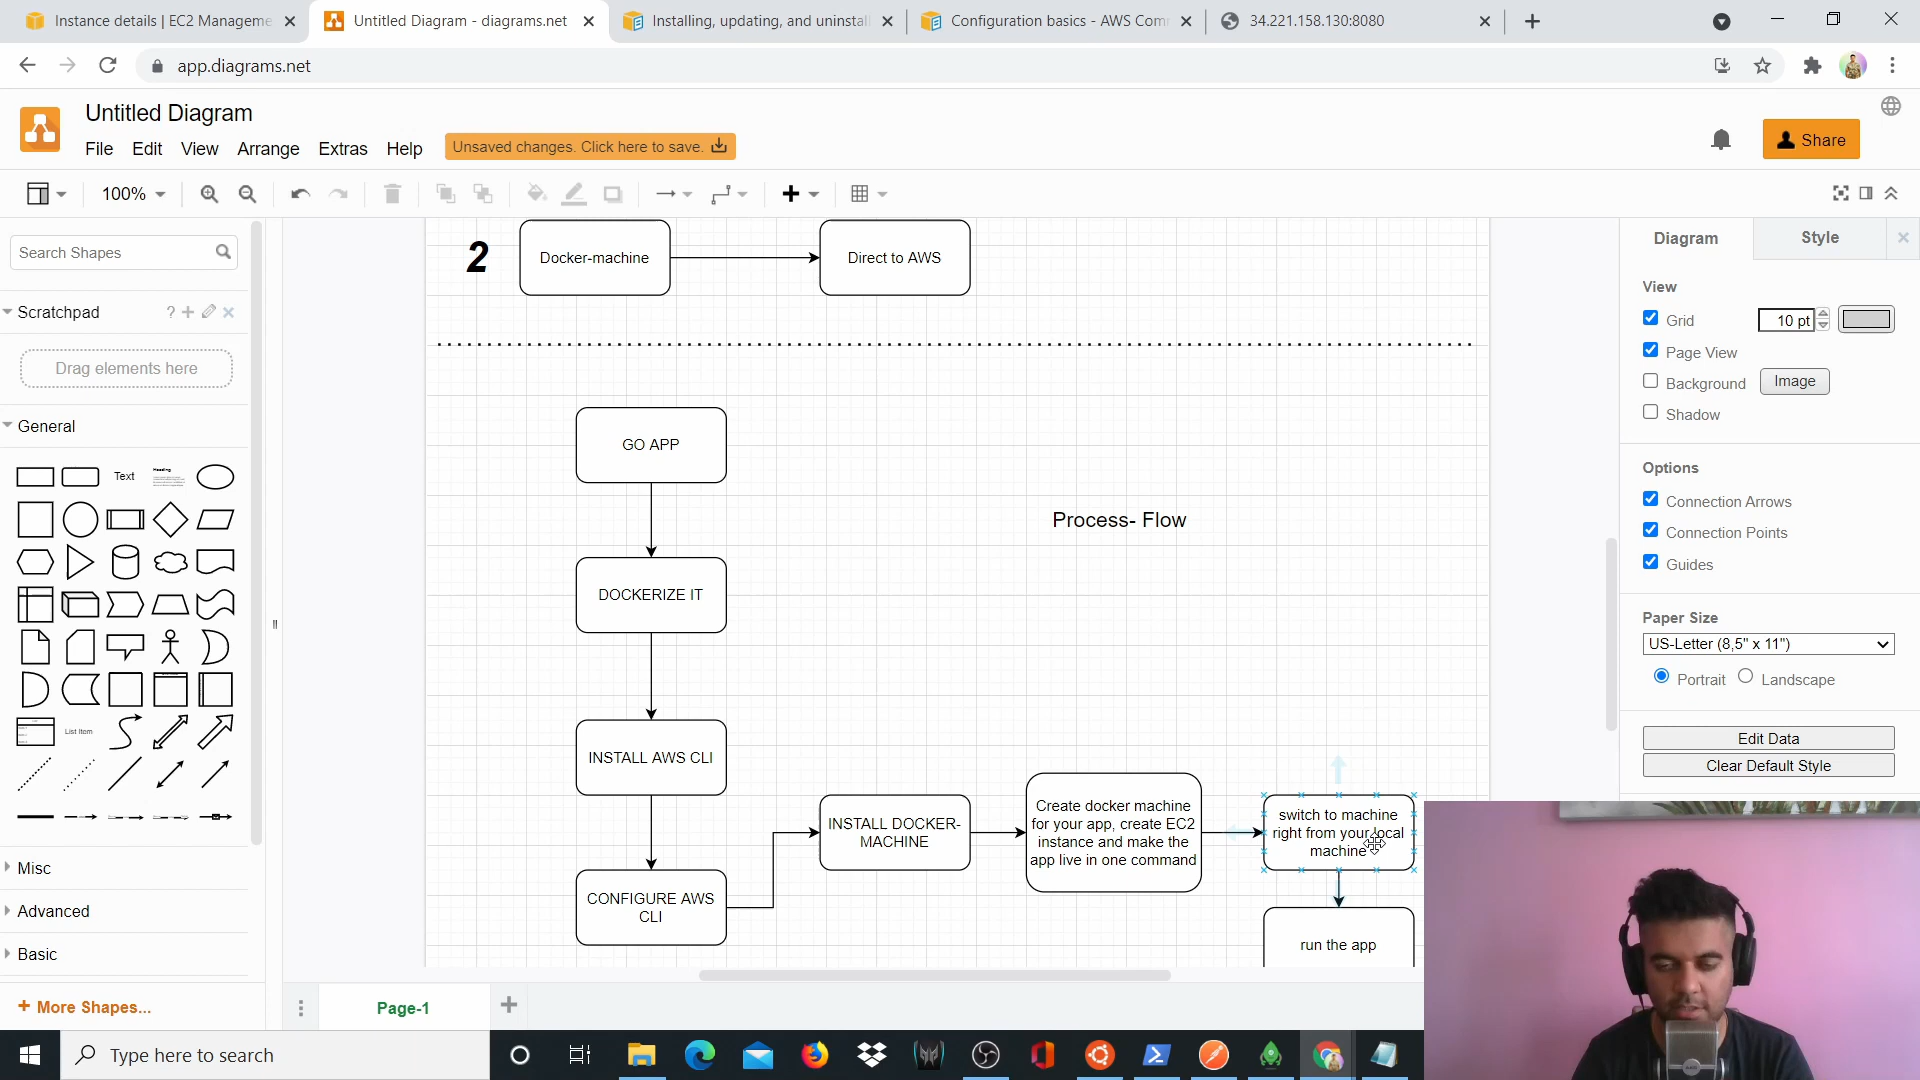 Instance details | EC2 Manageme
Untitled Diagram - diagrams.net
Installing, updating, and uninstall
Configuration basics - AWS Com
34.221.158.130:8080
app.diagrams.net
Untitled Diagram
File Edit View Arrange Extras Help
Unsaved changes. Click here to save.
Share
100%
Search Shapes
Scratchpad
?
Drag elements here
General
Text
Heading
List Item
Misc
Advanced
Basic
+ More Shapes...
2
Docker-machine
Direct to AWS
GO APP
DOCKERIZE IT
INSTALL AWS CLI
CONFIGURE AWS
CLI
INSTALL DOCKER-
MACHINE
Create docker machine
for your app, create EC2
instance and make the
app live in one command
switch to machine
right from your local
machine
run the app
Process- Flow
Page-1
Diagram
Style
View
Grid
10 pt
Page View
Background
Image
Shadow
Options
Connection Arrows
Connection Points
Guides
Paper Size
US-Letter (8,5" x 11")
Portrait
Landscape
Edit Data
Clear Default Style
Type here to search